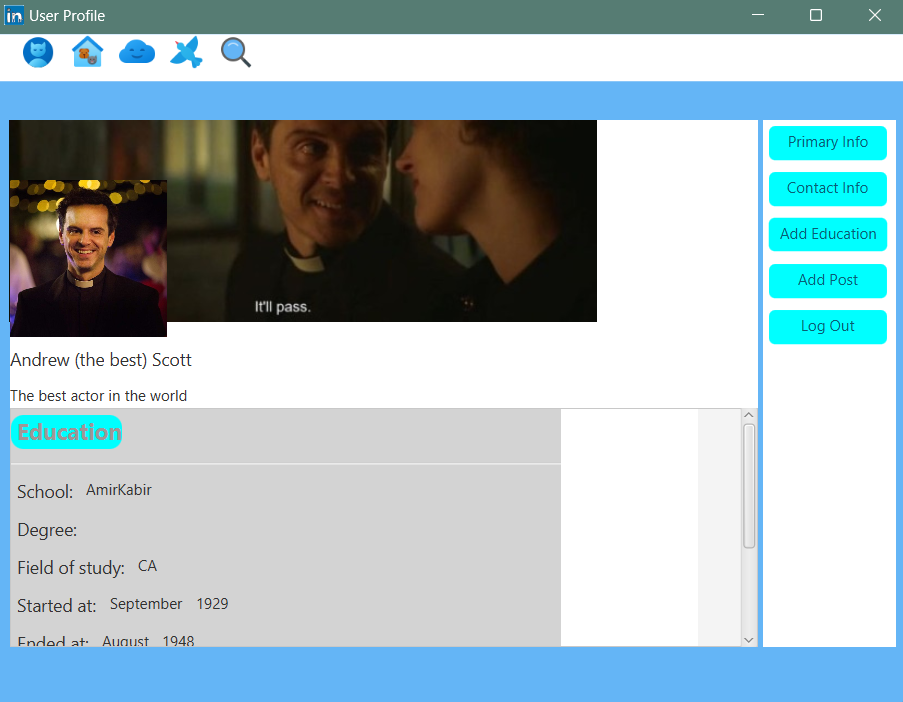 in User Profile
It'll pass.
Andrew (the best) Scott
The best actor in the world
Education
School: AmirKabir
Degree:
Field of study: CA
Started at: September 1929
Ended at: August 1948
Primary Info
Contact Info
Add Education
Add Post
Log Out